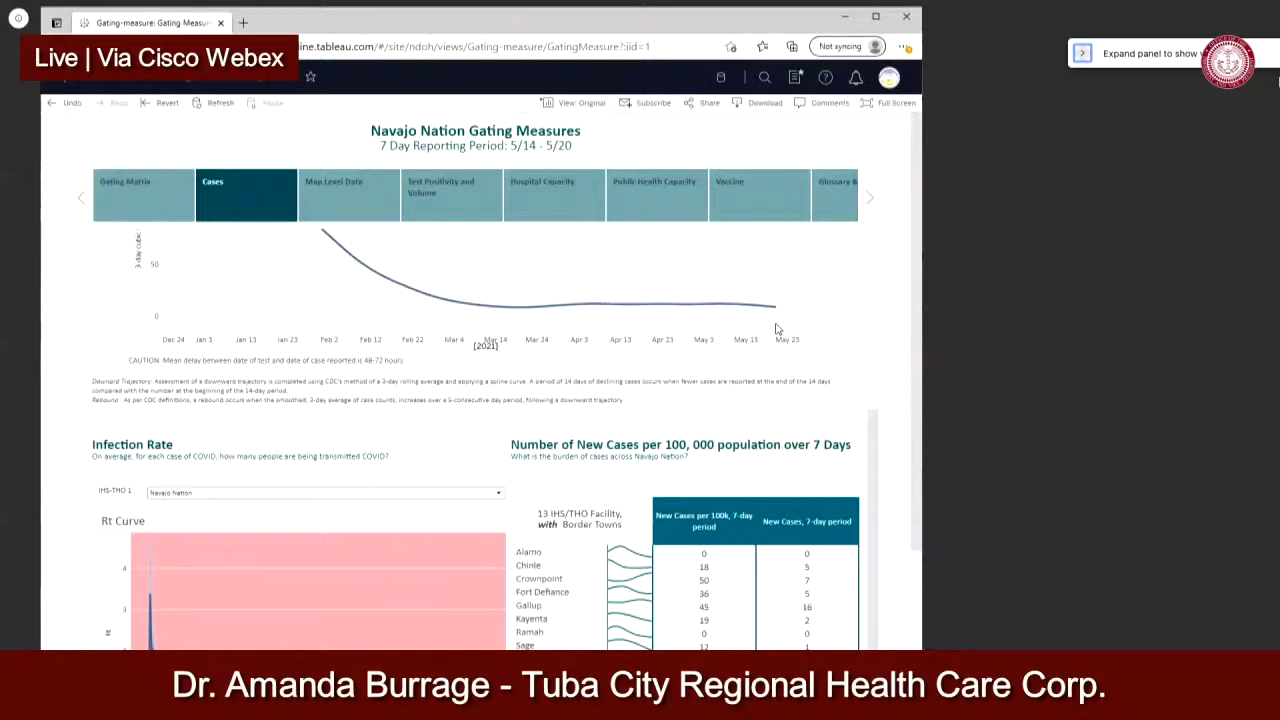 Gating-measure: Gating Measur
Live | Via Cisco Webex
ine.tableau.com/#/site/ndoh/views/Gating-measure/GatingMeasure?:iid=1
Not syncing
Expand panel to show
Undo Redo Revert Refresh Pause View: Original Subscribe Share Download Comments Full Screen
Navajo Nation Gating Measures
7 Day Reporting Period: 5/14 - 5/20
Gating Matrix Cases Map Level Data Test Positivity and Hospital Capacity Public Health Capacity Vaccine Glossary &
Volume
3-day cubic
50
0
Dec 24 Jan 3 Jan 13 Jan 23 Feb 2 Feb 12 Feb 22 Mar 4 Mar 14 Mar 24 Apr 3 Apr 13 Apr 23 May 3 May 13 May 23
[2021]
CAUTION: Mean delay between date of test and date of case reported is 48-72 hours
Downward Trajectory: Assessment of a downward trajectory is completed using CDC's method of a 3-day rolling average and applying a spline curve. A period of 14 days of declining cases occurs when fewer cases are reported at the end of the 14 days
compared with the number at the beginning of the 14-day period.
Rebound: As per CDC definitions, a rebound occurs when the smoothed, 3-day average of case counts, increases over a 5-consecutive day period, following a downward trajectory
Infection Rate
On average, for each case of COVID, how many people are being transmitted COVID?
IHS-THO 1 Navajo Nation
Rt Curve
4
3
Rt
Number of New Cases per 100, 000 population over 7 Days
What is the burden of cases across Navajo Nation?
13 IHS/THO Facility,
with Border Towns
New Cases per 100k, 7-day
period
New Cases, 7-day period
Alamo 0 0
Chinle 18 5
Crownpoint 50 7
Fort Defiance 36 5
Gallup 45 16
Kayenta 19 2
Ramah 0 0
Sage 12 1
Dr. Amanda Burrage - Tuba City Regional Health Care Corp.